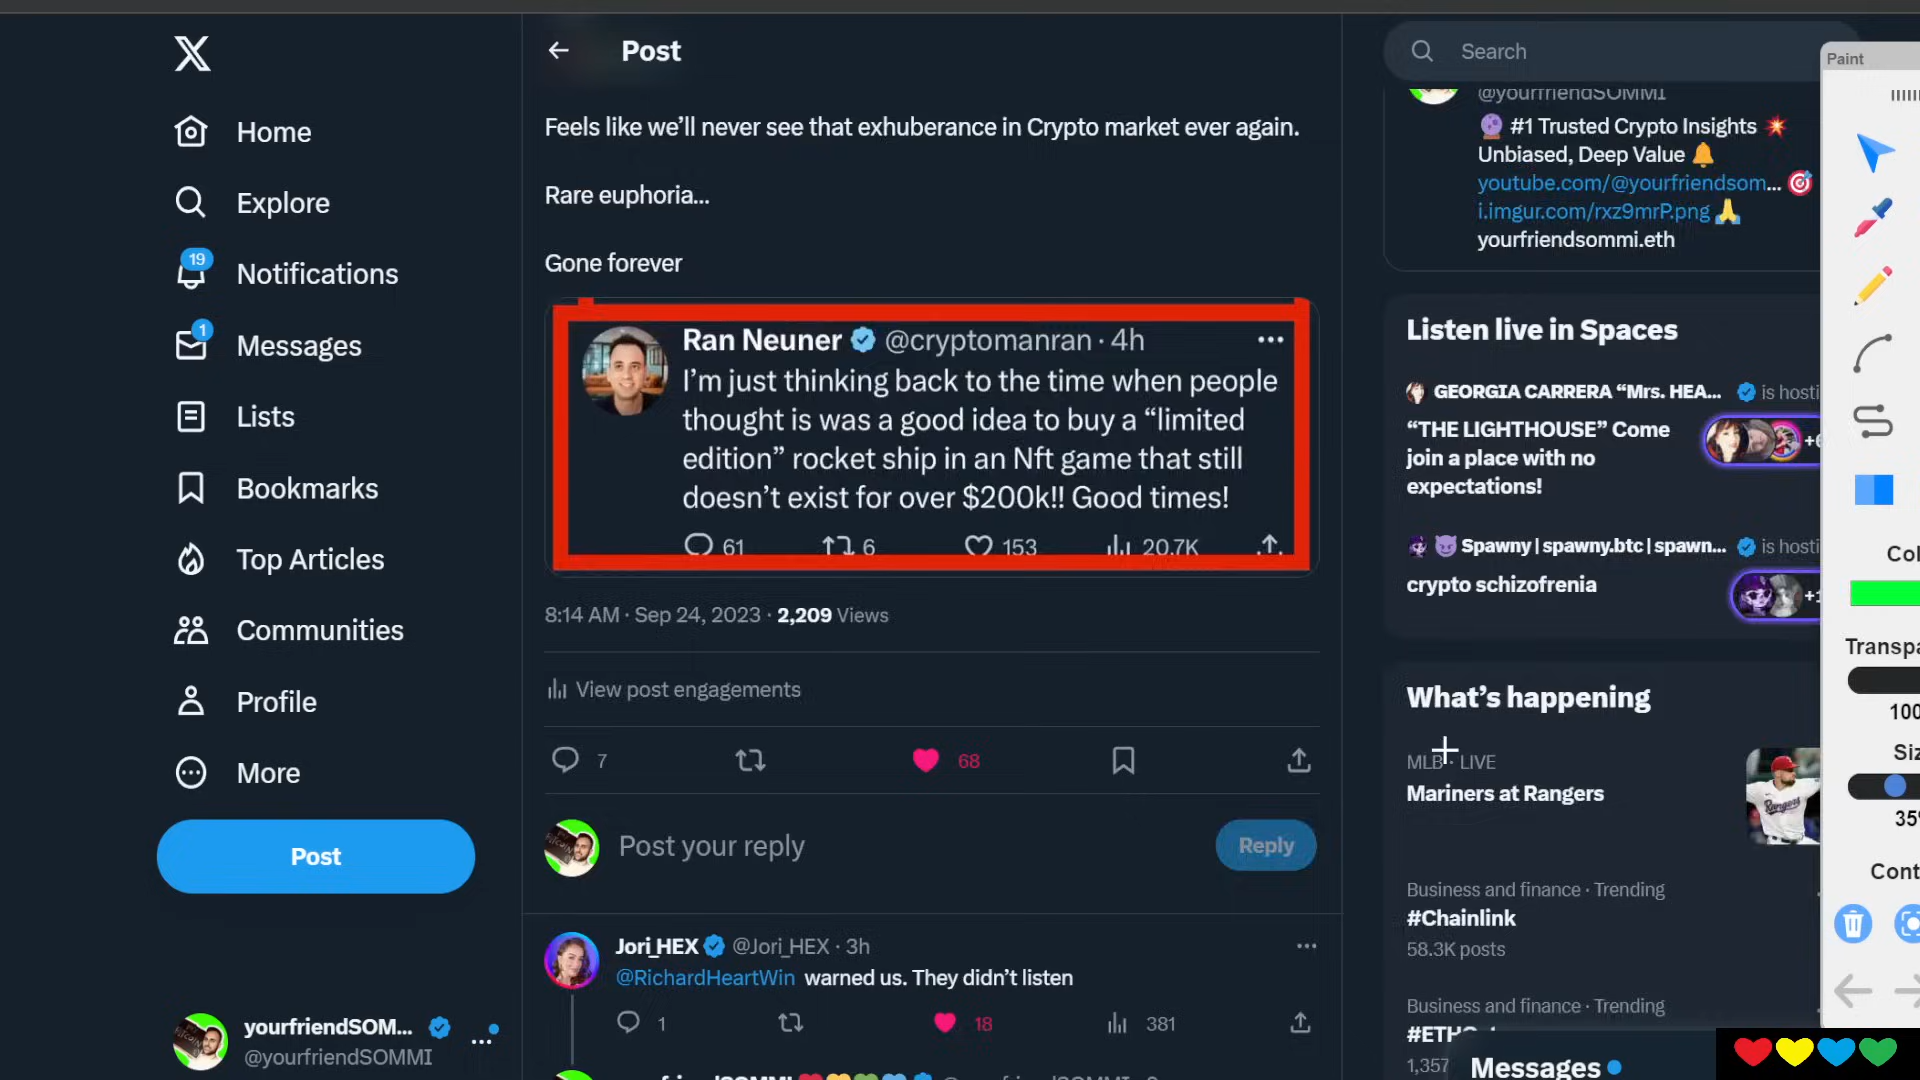 Post
Search
Paint
Home
Explore
19
Notifications
1
Messages
Lists
Bookmarks
Top Articles
Communities
Profile
More
Post
yourfriendSOM...
@yourfriendSOMMI
Feels like we'll never see that exhuberance in Crypto market ever again.
Rare euphoria...
Gone forever
Ran Neuner @cryptomanran · 4h
I'm just thinking back to the time when people
thought is was a good idea to buy a “limited
edition” rocket ship in an Nft game that still
doesn't exist for over $200k!! Good times!
61 6 153 20.7K
8:14 AM · Sep 24, 2023 · 2,209 Views
View post engagements
7 68
Post your reply
Reply
Jori_HEX @Jori_HEX · 3h
@RichardHeartWin warned us. They didn't listen
1 18 381
@yourfriendSOMMI
#1 Trusted Crypto Insights
Unbiased, Deep Value
youtube.com/@yourfriendsom...
i.imgur.com/rxz9mrP.png
yourfriendsommi.eth
Listen live in Spaces
GEORGIA CARRERA “Mrs. HEA... is hosti
“THE LIGHTHOUSE” Come
join a place with no
expectations!
Spawny | spawny.btc | spawn... is hosti
crypto schizofrenia
What's happening
MLB · LIVE
Mariners at Rangers
Business and finance · Trending
#Chainlink
58.3K posts
Business and finance · Trending
1,357
Messages
Rangers